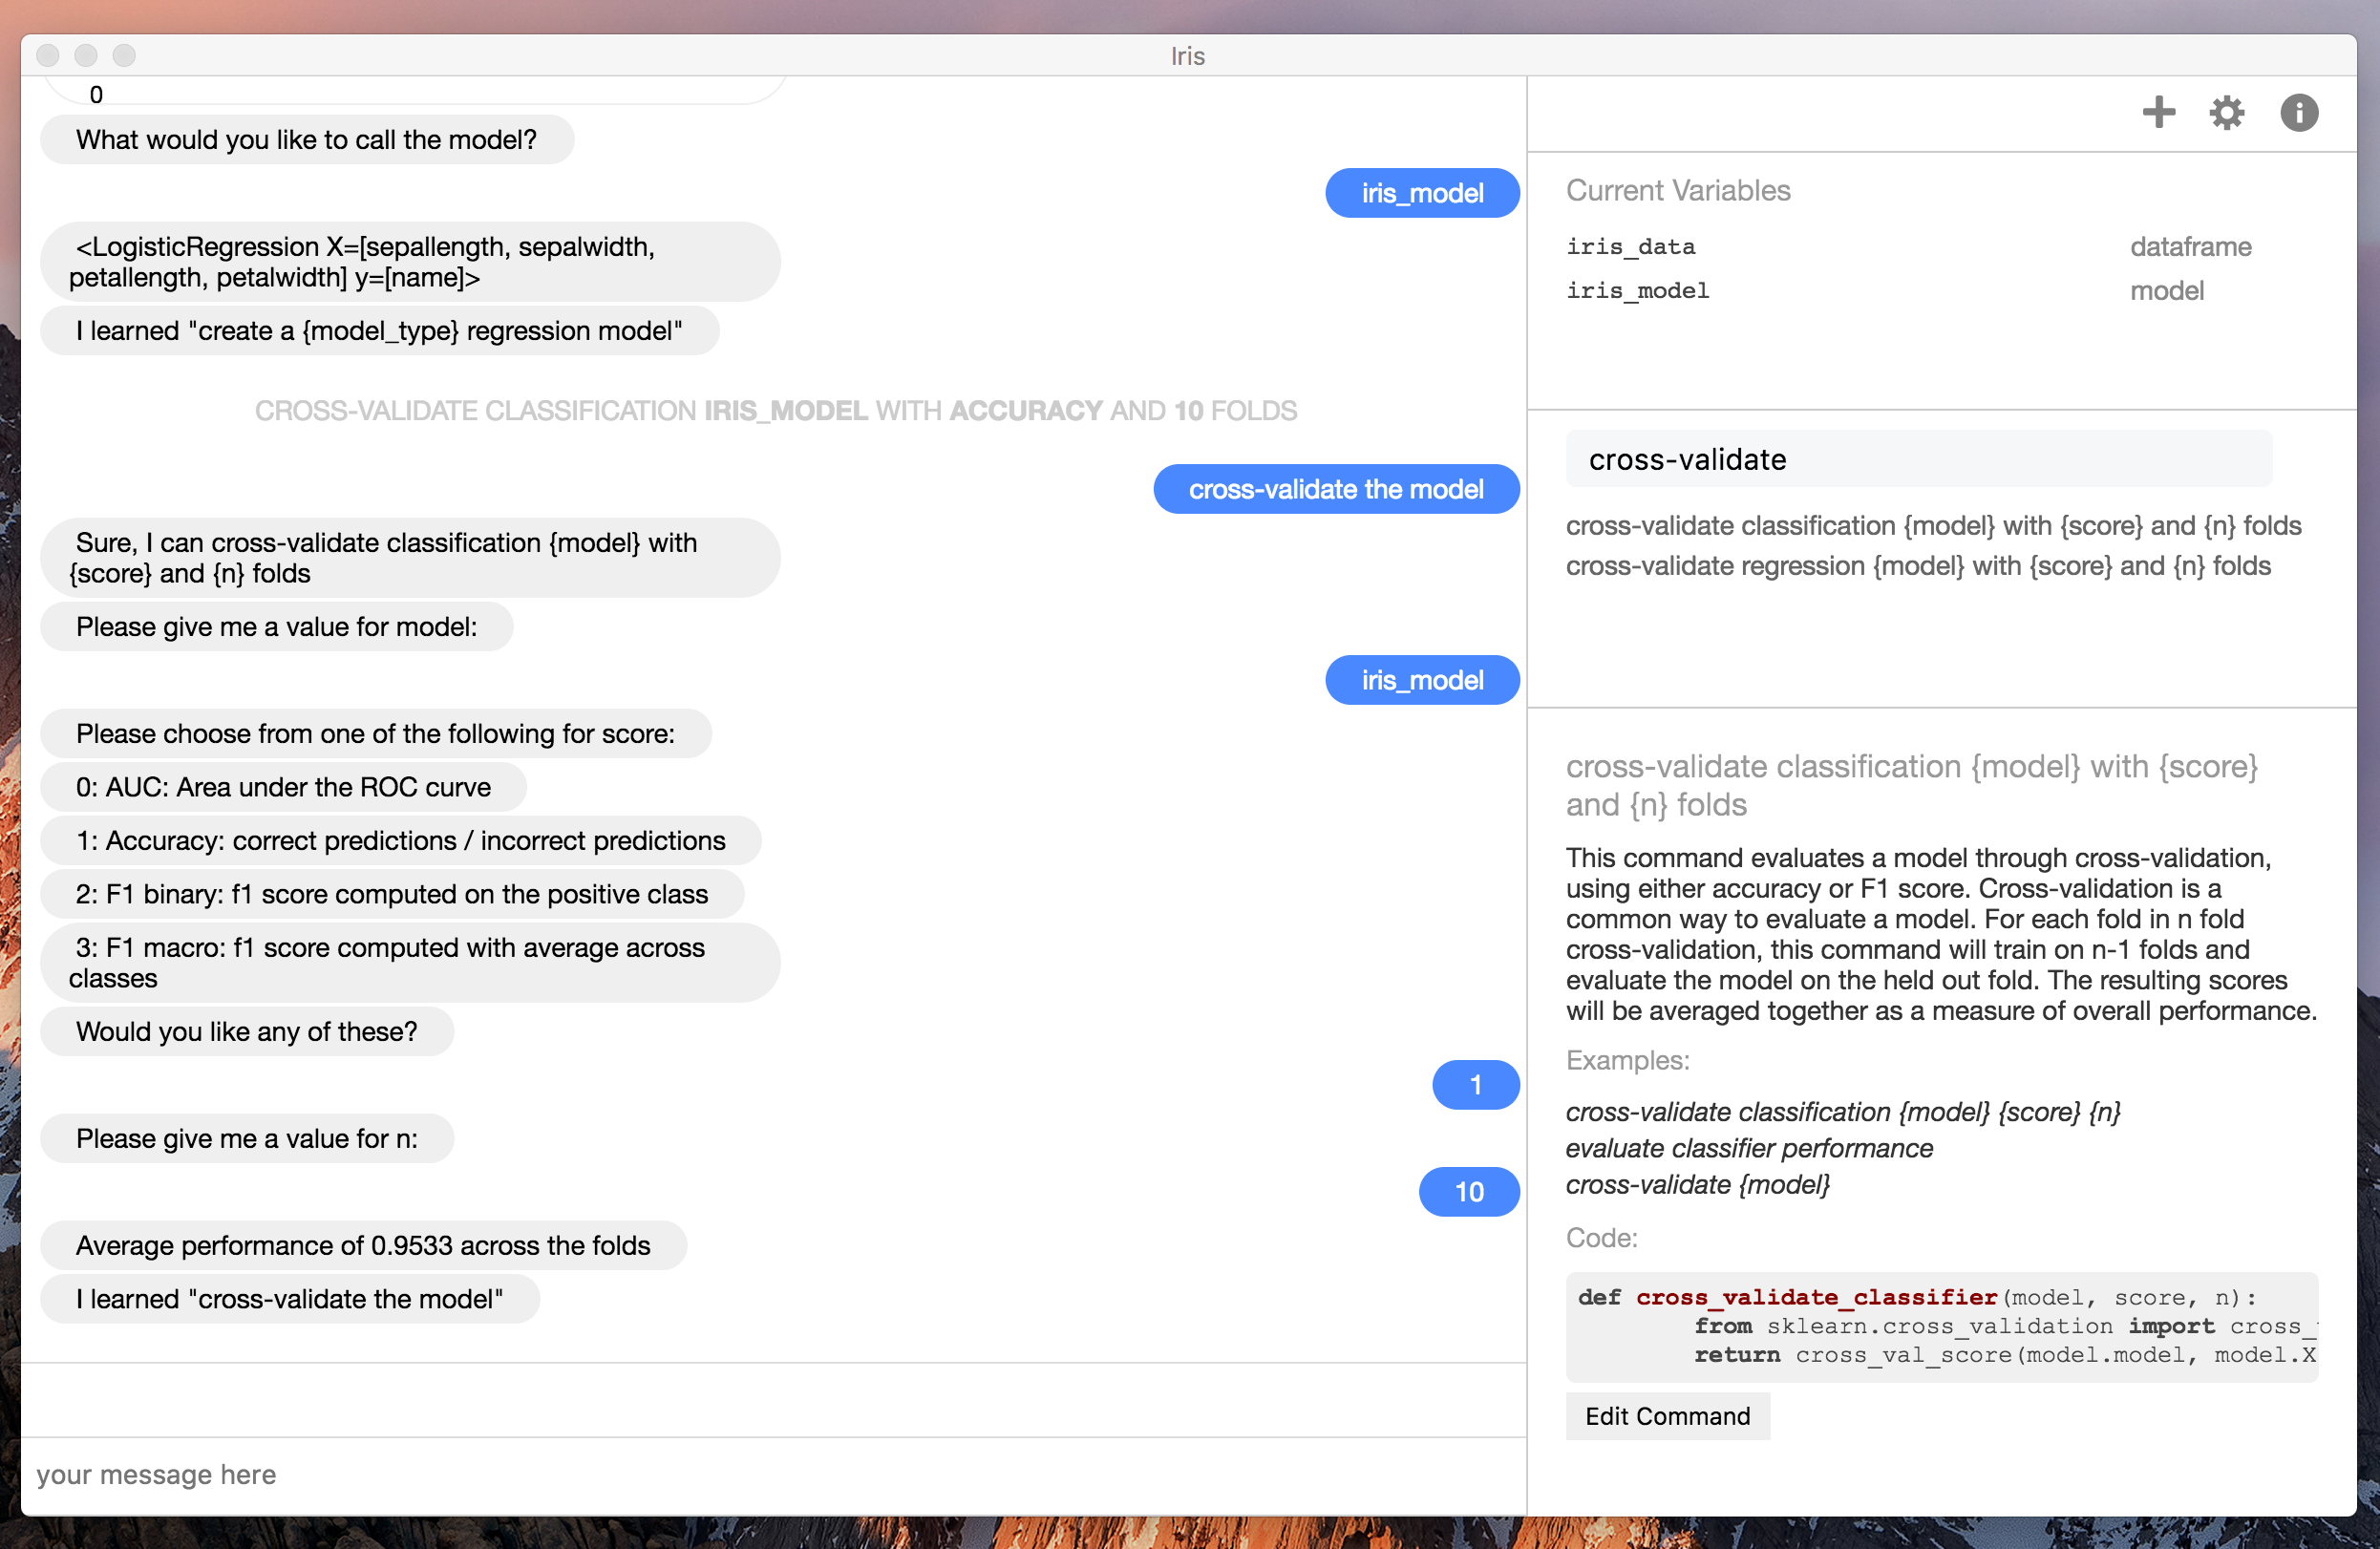 Iris
0
What would you like to call the model?
iris_model
<LogisticRegression X=[sepallength, sepalwidth,
petallength, petalwidth] y=[name]>
I learned "create a {model_type} regression model"
CROSS-VALIDATE CLASSIFICATION IRIS_MODEL WITH ACCURACY AND 10 FOLDS
cross-validate the model
Sure, I can cross-validate classification {model} with
{score} and {n} folds
Please give me a value for model:
iris_model
Please choose from one of the following for score:
0: AUC: Area under the ROC curve
1: Accuracy: correct predictions / incorrect predictions
2: F1 binary: f1 score computed on the positive class
3: F1 macro: f1 score computed with average across
classes
Would you like any of these?
1
Please give me a value for n:
10
Average performance of 0.9533 across the folds
I learned "cross-validate the model"
your message here
Current Variables
iris_data dataframe
iris_model model
cross-validate
cross-validate classification {model} with {score} and {n} folds
cross-validate regression {model} with {score} and {n} folds
cross-validate classification {model} with {score}
and {n} folds
This command evaluates a model through cross-validation,
using either accuracy or F1 score. Cross-validation is a
common way to evaluate a model. For each fold in n fold
cross-validation, this command will train on n-1 folds and
evaluate the model on the held out fold. The resulting scores
will be averaged together as a measure of overall performance.
Examples:
cross-validate classification {model} {score} {n}
evaluate classifier performance
cross-validate {model}
Code:
def cross_validate_classifier(model, score, n):
from sklearn.cross_validation import cross_
return cross_val_score(model.model, model.X
Edit Command